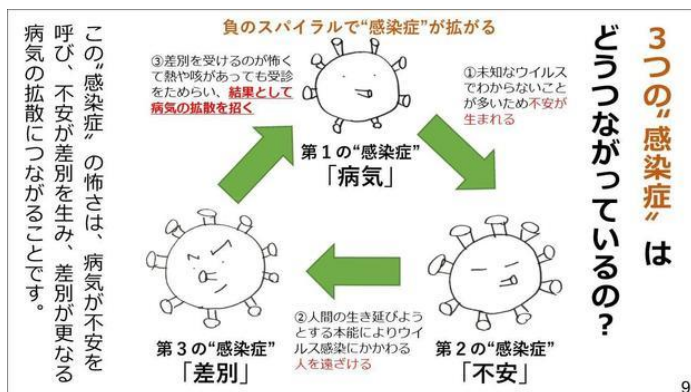 3つの“感染症”は
どうつながっているの？
負のスパイラルで“感染症”が拡がる
①未知なウイルス
でわからないこと
が多いため不安が
生まれる
第1の“感染症”
「病気」
第2の“感染症”
「不安」
②人間の生き延びよう
とする本能によりウイ
ルス感染にかかわる
人を遠ざける
第3の“感染症”
「差別」
③差別を受けるのが怖く
て熱や咳があっても受診
をためらい、結果として
病気の拡散を招く
この“感染症”の怖さは、病気が不安を
呼び、不安が差別を生み、差別が更なる
病気の拡散につながることです。
9